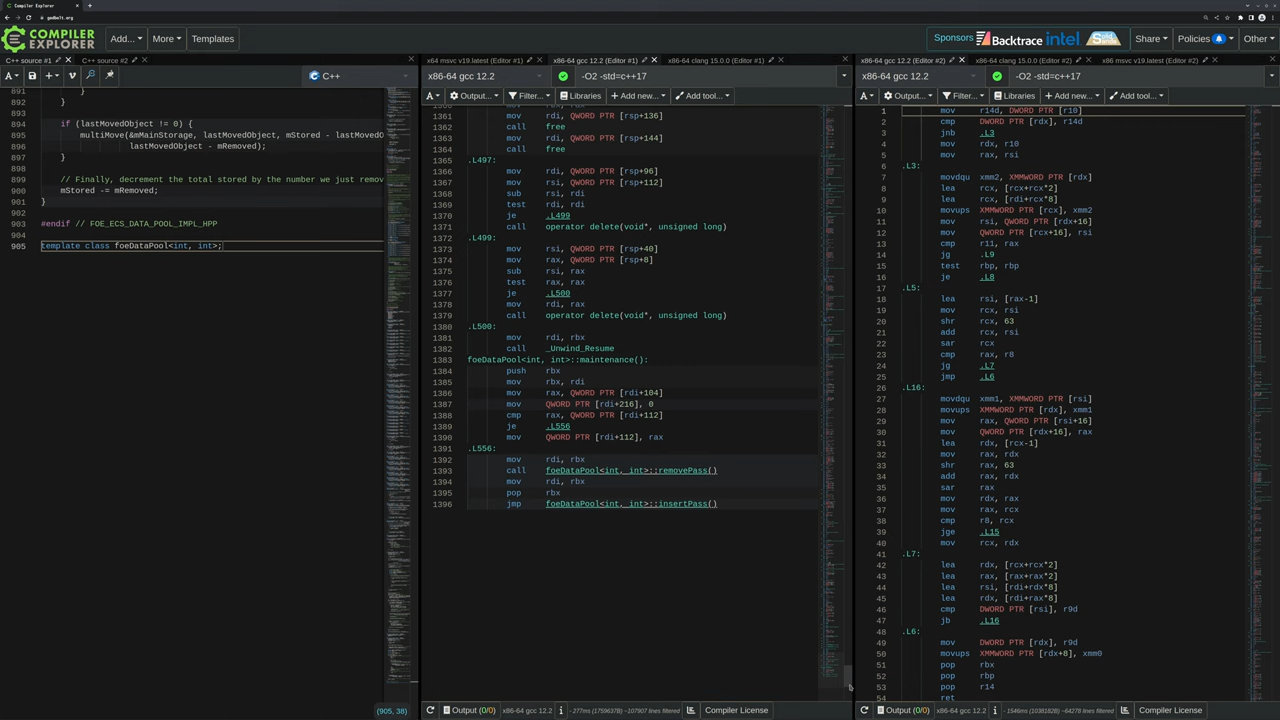 Compiler Explorer
godbolt.org
COMPILER EXPLORER
Add...
More
Templates
Sponsors
Backtrace
intel
Solid Sands
Share
Policies
Other
C++ source #1
C++ source #2
C++
891
892 }
893
894 if (lastMovedObject != 0) {
895 multiMove(&mMainStorage, lastMovedObject, mStored - lastMovedO
896 lastMovedObject - mRemoved);
897 }
898
899 // Finally, decrement the total stored by the number we just remov
900 mStored -= mRemoved;
901 }
902
903 #endif // FOE_ECS_DATA_POOL_IMPL_HPP
904
905 template class foeDataPool<int, int>;
(905, 38)
x64 msvc v19.latest (Editor #1)
x86-64 gcc 12.2 (Editor #1)
x86-64 clang 15.0.0 (Editor #1)
x86-64 gcc 12.2
-O2 -std=c++17
Output...
Filter...
Libraries
Add new...
Add tool...
1361 mov rdi, QWORD PTR [rsp+136]
1362 call free
1363 mov rdi, QWORD PTR [rsp+144]
1364 call free
1365 .L497:
1366 mov rdi, QWORD PTR [rsp+96]
1367 mov rsi, QWORD PTR [rsp+112]
1368 sub rsi, rdi
1369 test rdi, rdi
1370 je .L499
1371 call operator delete(void*, unsigned long)
1372 .L499:
1373 mov rsi, QWORD PTR [rsp+40]
1374 mov rax, QWORD PTR [rsp+8]
1375 sub rsi, rax
1376 test rax, rax
1377 je .L500
1378 mov rdi, rax
1379 call operator delete(void*, unsigned long)
1380 .L500:
1381 mov rdi, rbx
1382 call _Unwind_Resume
1383 foeDataPool<int, int>::maintenance():
1384 push rbx
1385 mov rbx, rdi
1386 mov rax, QWORD PTR [rdi+104]
1387 mov QWORD PTR [rdi+216], 0
1388 cmp rax, QWORD PTR [rdi+112]
1389 je .L556
1390 mov QWORD PTR [rdi+112], rax
1391 .L556:
1392 mov rdi, rbx
1393 call foeDataPool<int, int>::removePass()
1394 mov rdi, rbx
1395 pop rbx
1396 jmp foeDataPool<int, int>::insertPass()
Output (0/0) x86-64 gcc 12.2 -277ms (1759637B) ~107907 lines filtered Compiler License
x86-64 gcc 12.2 (Editor #2)
x86-64 clang 15.0.0 (Editor #2)
x86 msvc v19.latest (Editor #2)
x86-64 gcc 12.2
-O2 -std=c++17
Output...
Filter...
Libraries
Add new...
Add tool...
1 mov r14d, DWORD PTR [r10]
2 cmp DWORD PTR [rdx], r14d
3 jnb .L3
4 mov rdx, r10
5 mov rax, rsi
6 .L3:
7 movdqu xmm2, XMMWORD PTR [rdx]
8 lea rcx, [rcx+rcx*2]
9 lea rcx, [rdi+rcx*8]
10 movups XMMWORD PTR [rcx], xmm2
11 mov rsi, QWORD PTR [rdx+16]
12 mov QWORD PTR [rcx+16], rsi
13 cmp r11, rax
14 jg .L9
15 test rbp, rbp
16 je .L8
17 .L5:
18 lea rsi, [rax-1]
19 mov rcx, rsi
20 shr rcx, 63
21 add rcx, rsi
22 sar rcx
23 cmp rax, r8
24 jg .L7
25 jmp .L6
26 .L16:
27 movdqu xmm1, XMMWORD PTR [rsi]
28 movups XMMWORD PTR [rdx], xmm1
29 mov rax, QWORD PTR [rsi+16]
30 mov QWORD PTR [rdx+16], rax
31 lea rdx, [rcx-1]
32 mov rax, rdx
33 shr rax, 63
34 add rax, rdx
35 sar rax
36 mov rdx, rax
37 mov rax, rcx
38 cmp r8, rcx
39 jge .L15
40 mov rcx, rdx
41 .L7:
42 lea rdx, [rcx+rcx*2]
43 lea rax, [rax+rax*2]
44 lea rsi, [rdi+rdx*8]
45 lea rdx, [rdi+rax*8]
46 cmp DWORD PTR [rsi], r9d
47 jb .L16
48 .L6:
49 mov DWORD PTR [rdx], r9d
50 movups XMMWORD PTR [rdx+8], xmm0
51 pop rbx
52 pop rbp
53 pop r14
54 ret
Output (0/0) x86-64 gcc 12.2 -1546ms (1038182B) ~64278 lines filtered Compiler License